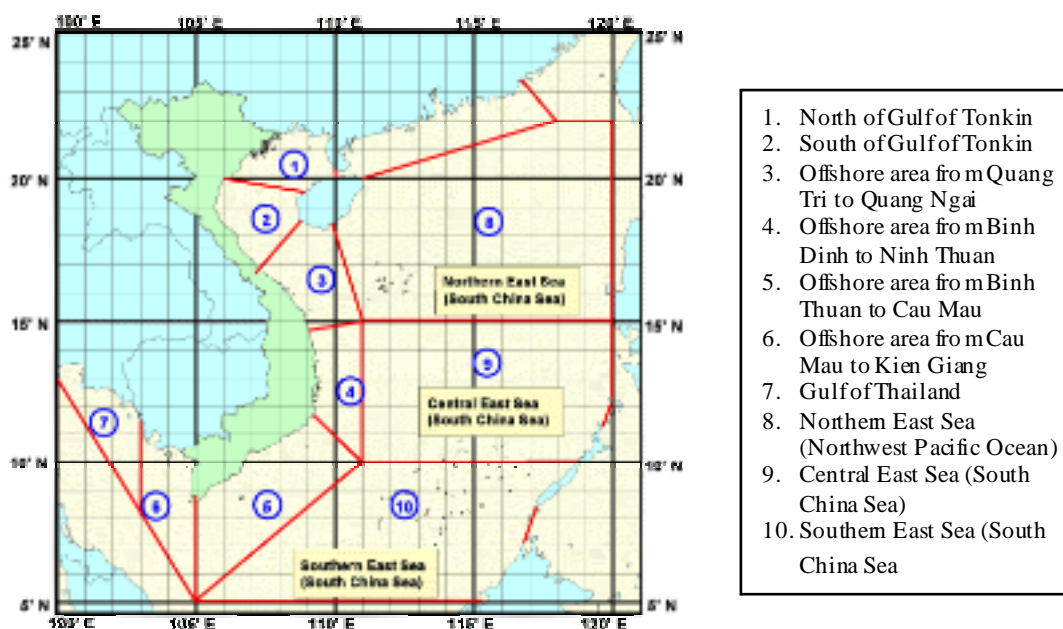 100° E 105° E 110° E 115° E 120° E
25° N 25° N
1
20° N 20° N
2 8
3
Northern East Sea
(South China Sea)
15° N 15° N
9
4
Central East Sea
(South China Sea)
7
10° N 10° N
6 5 10
Southern East Sea
(South China Sea)
5° N 5° N
100° E 105° E 110° E 115° E 120° E
1. North of Gulf of Tonkin
2. South of Gulf of Tonkin
3. Offshore area from Quang
Tri to Quang Ngai
4. Offshore area from Binh
Dinh to Ninh Thuan
5. Offshore area from Binh
Thuan to Cau Mau
6. Offshore area from Cau
Mau to Kien Giang
7. Gulf of Thailand
8. Northern East Sea
(Northwest Pacific Ocean)
9. Central East Sea (South
China Sea)
10. Southern East Sea (South
China Sea